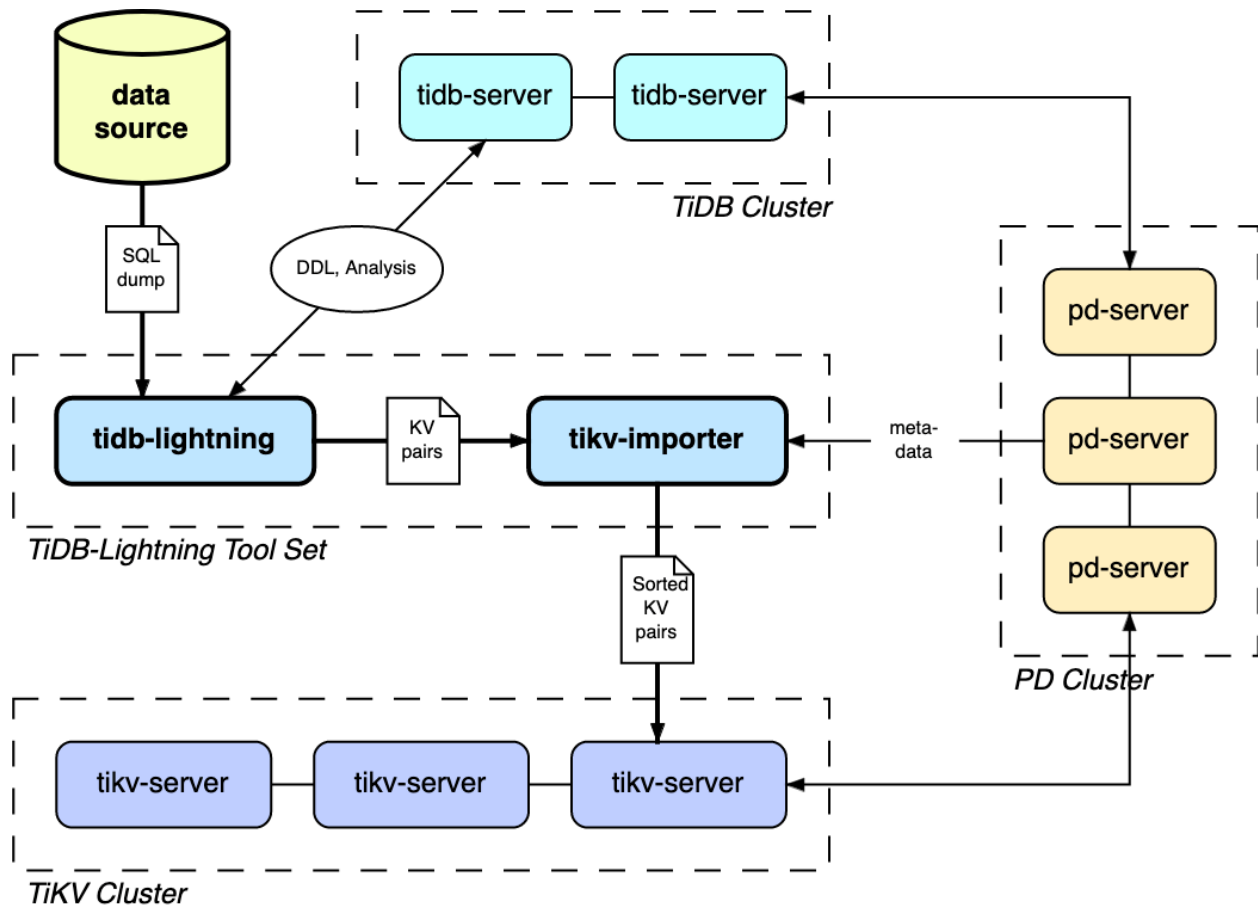 data
source
tidb-server
tidb-server
TiDB Cluster
SQL
dump
DDL, Analysis
pd-server
pd-server
pd-server
PD Cluster
tidb-lightning
KV
pairs
tikv-importer
meta-
data
TiDB-Lightning Tool Set
Sorted
KV
pairs
tikv-server
tikv-server
tikv-server
TiKV Cluster